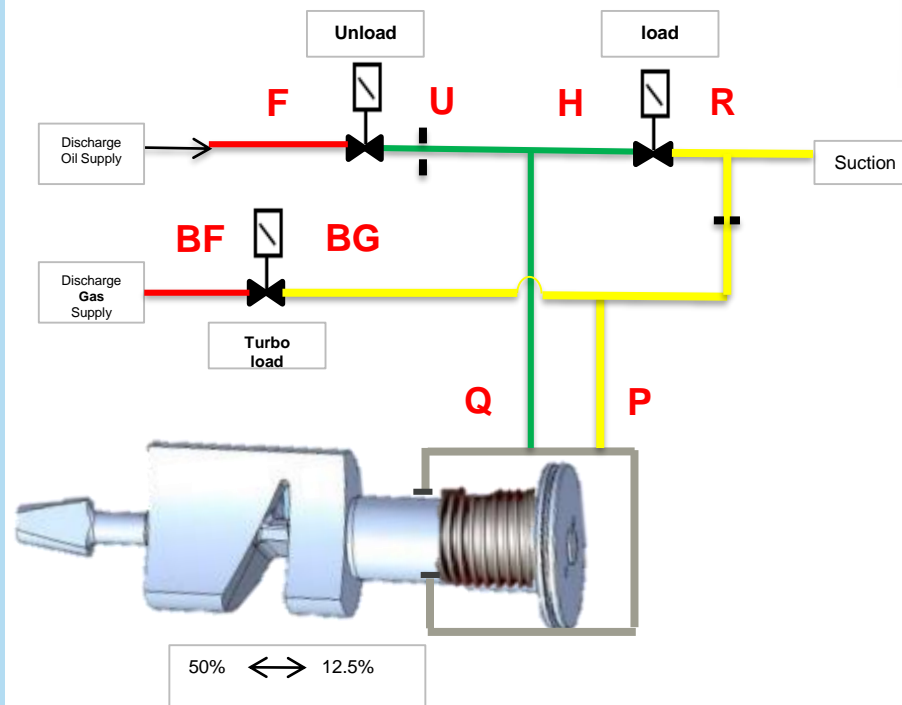 Unload
load
F
U
H
R
Discharge
Oil Supply
Suction
BF
BG
Discharge
Gas
Supply
Turbo
load
Q
P
50%
12.5%